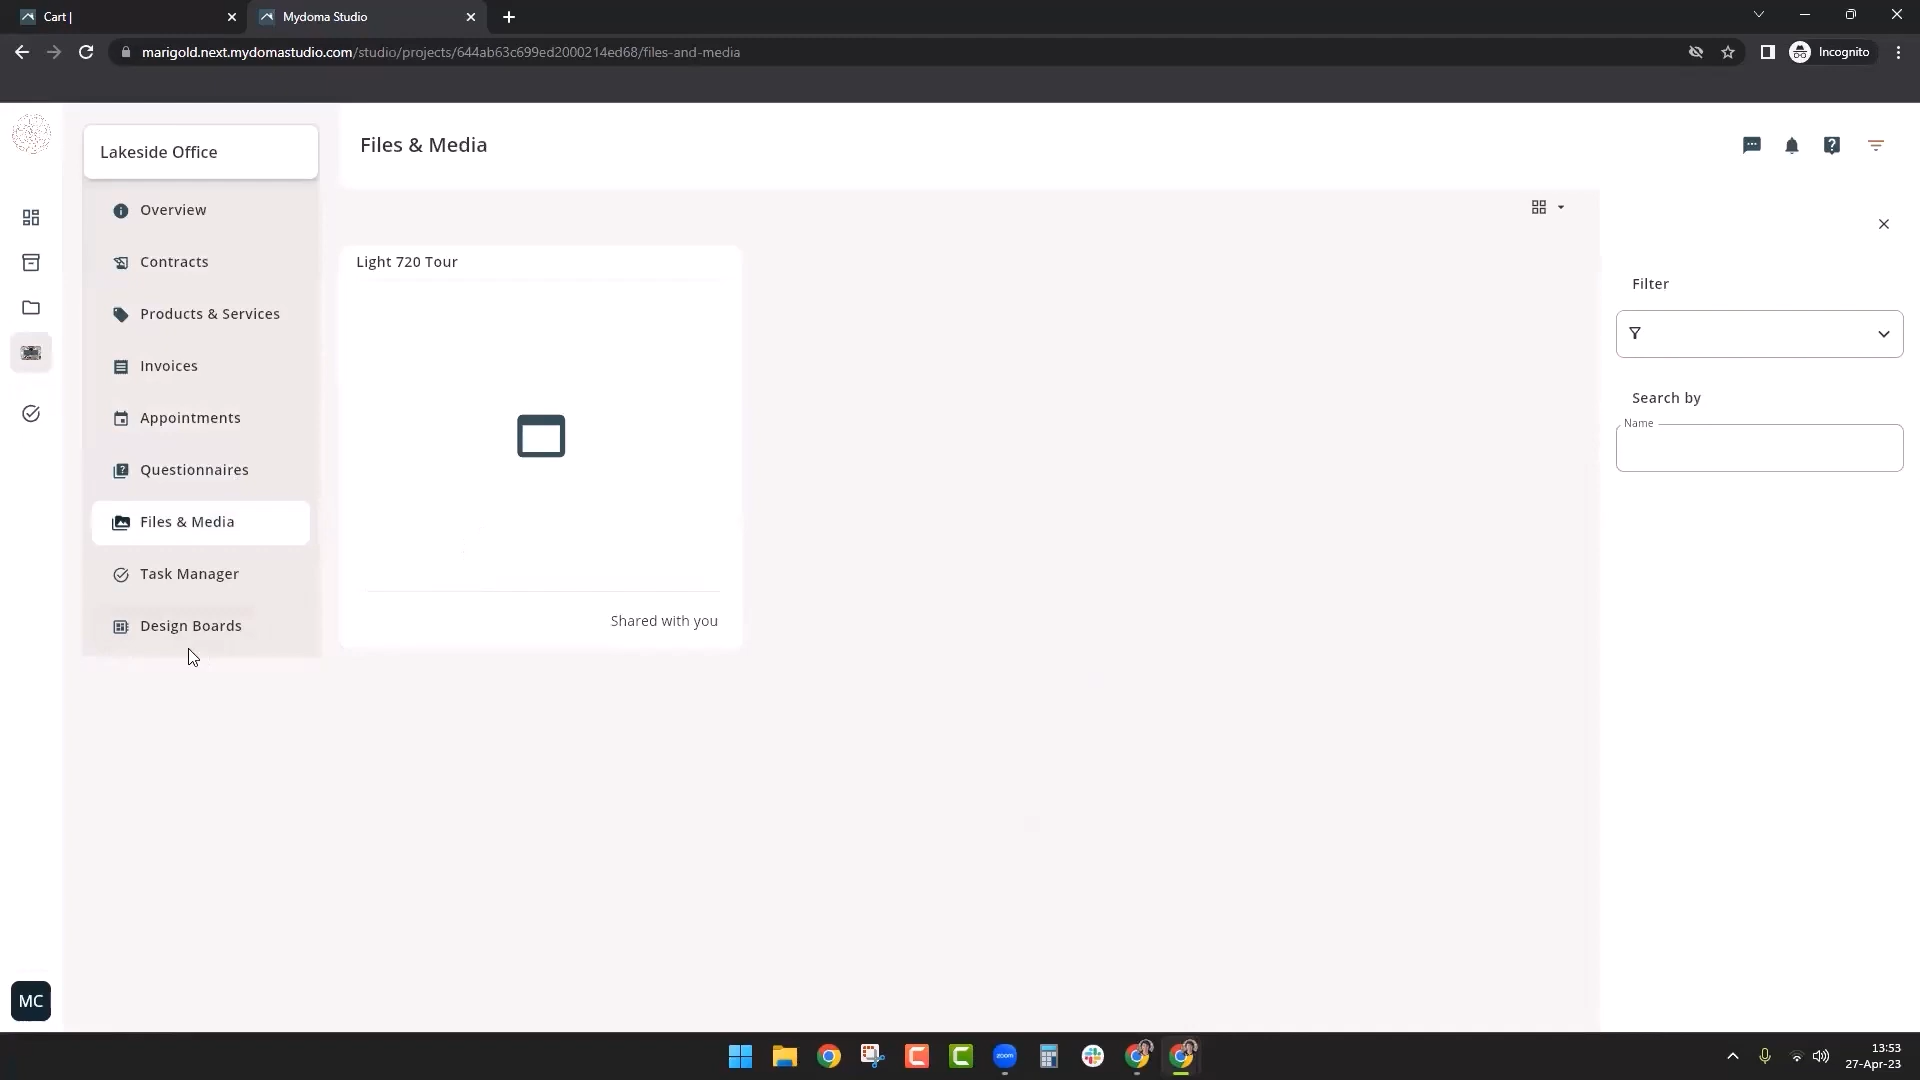 Cart |
Mydoma Studio
marigold.next.mydomastudio.com/studio/projects/644ab63c699ed2000214ed68/files-and-media
Incognito
Lakeside Office
Files & Media
Overview
Contracts
Products & Services
Invoices
Appointments
Questionnaires
Files & Media
Task Manager
Design Boards
Light 720 Tour
Shared with you
Filter
Search by
Name
MC
zoom
13:53
27-Apr-23